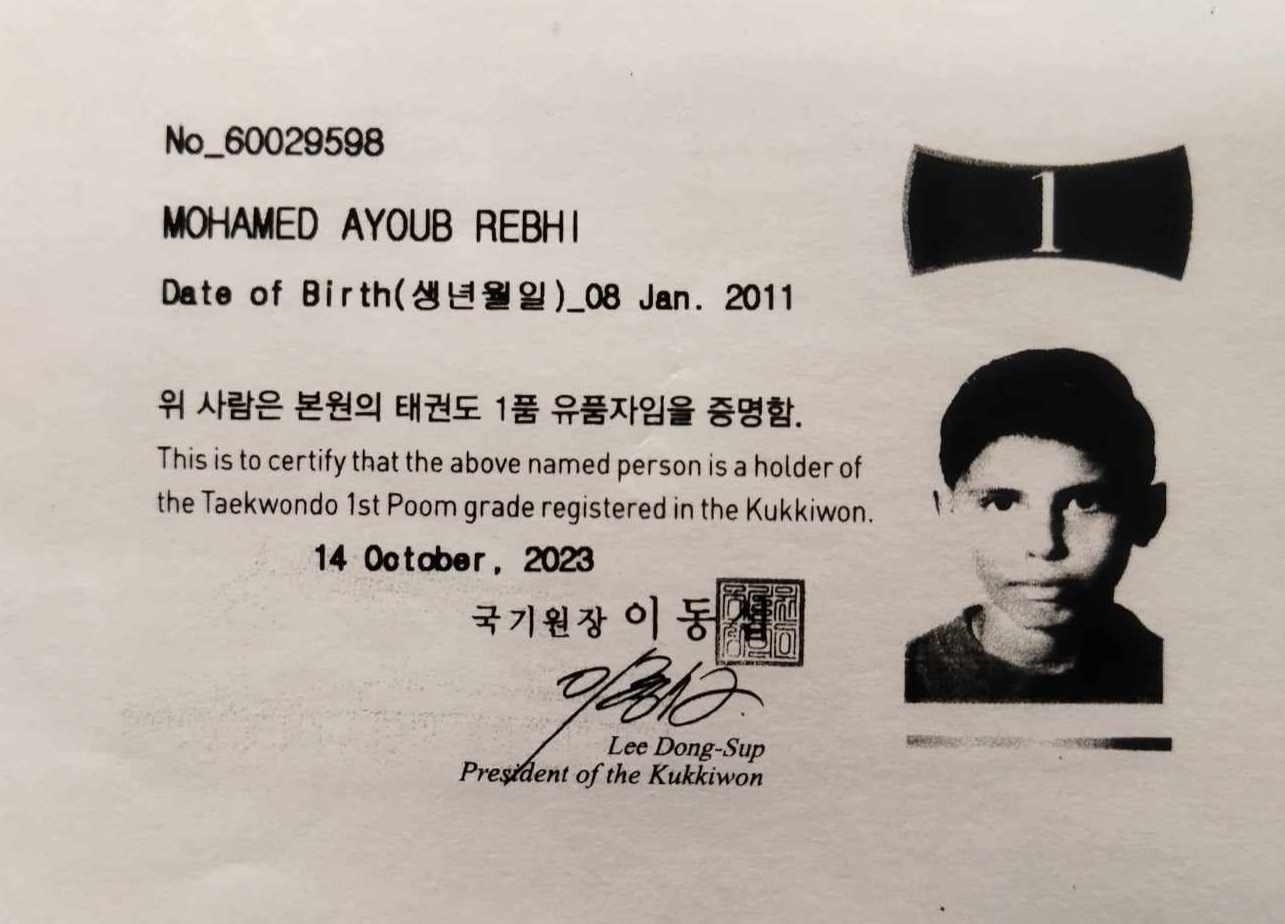 No_60029598
1
MOHAMED AYOUB REBHI
Date of Birth(생년월일)_08 Jan. 2011
위 사람은 본원의 태권도 1품 유품자임을 증명함.
This is to certify that the above named person is a holder of
the Taekwondo 1st Poom grade registered in the Kukkiwon.
14 October, 2023
국기원장 이 동 섭
Lee Dong-Sup
President of the Kukkiwon